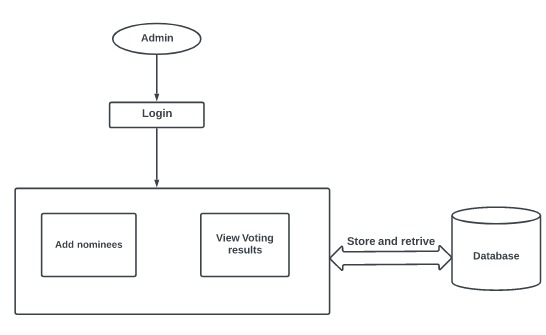 Admin
Login
Add nominees
View Voting
results
Store and retrive
Database